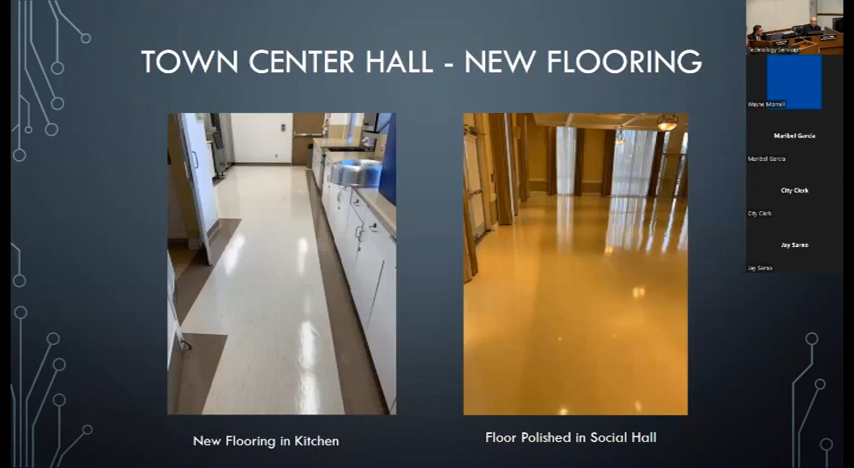 TOWN CENTER HALL - NEW FLOORING
New Flooring in Kitchen
Floor Polished in Social Hall
Technology Services
Wayne Morrell
Maribel Garcia
Maribel Garcia
City Clerk
City Clerk
Jay Sarno
Jay Sarno